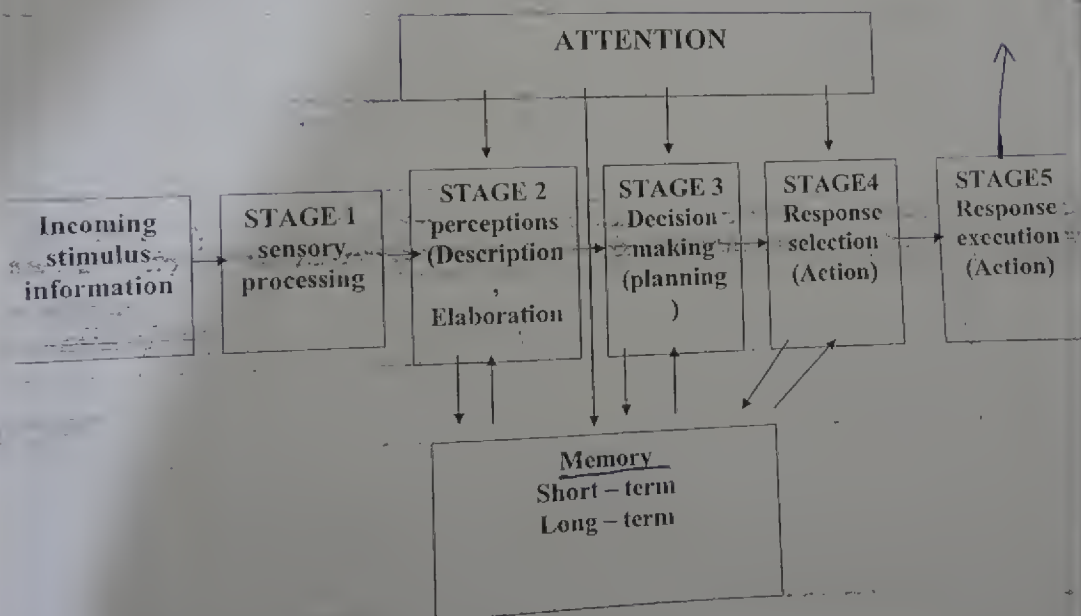 ATTENTION
Incoming
stimulus
information
STAGE 1
sensory
processing
STAGE 2
perceptions
(Description
,
Elaboration
STAGE 3
Decision
making
(planning
)
STAGE4
Response
selection
(Action)
STAGE5
Response
execution
(Action)
Memory
Short – term
Long – term